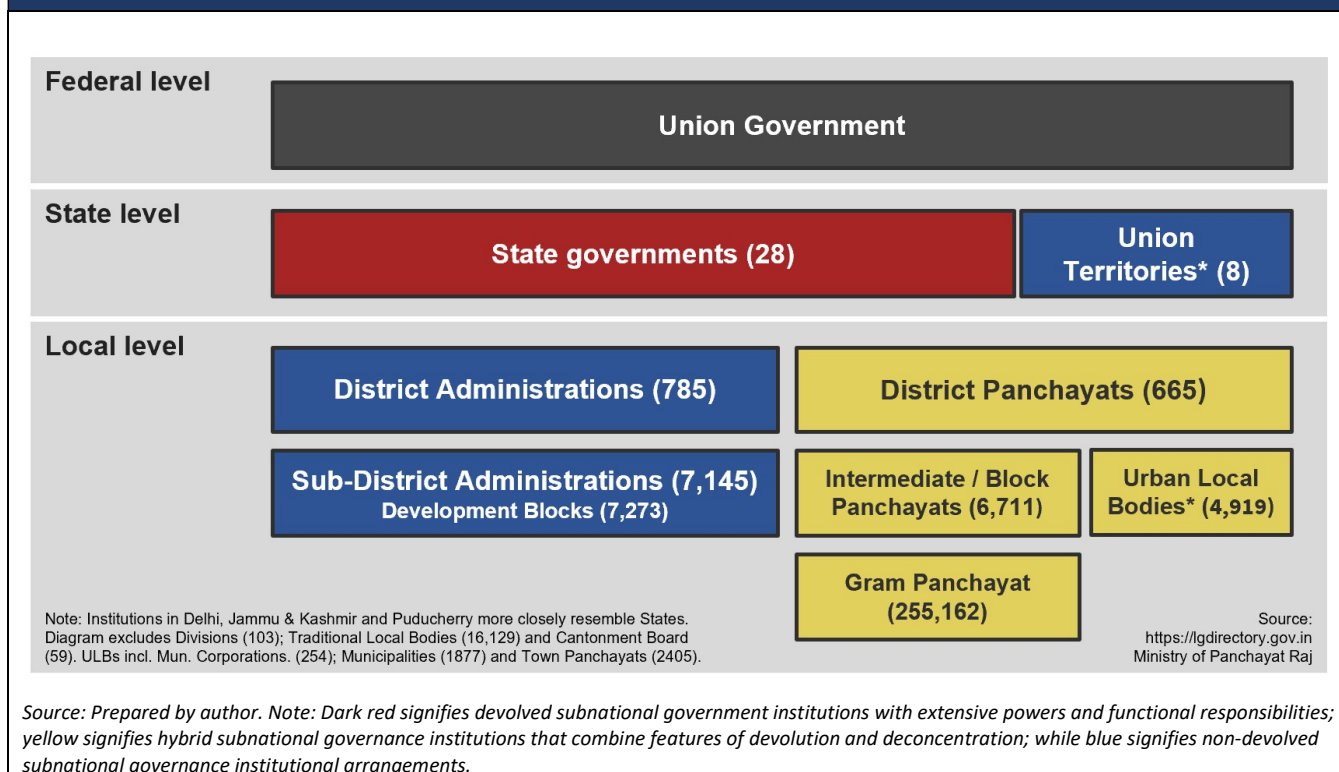 Federal level
Union Government
State level
State governments (28)
Union
Territories* (8)
Local level
District Administrations (785)
District Panchayats (665)
Sub-District Administrations (7,145)
Development Blocks (7,273)
Intermediate / Block
Panchayats (6,711)
Urban Local
Bodies* (4,919)
Gram Panchayat
(255,162)
Note: Institutions in Delhi, Jammu & Kashmir and Puducherry more closely resemble States.
Diagram excludes Divisions (103); Traditional Local Bodies (16,129) and Cantonment Board
(59). ULBs incl. Mun. Corporations. (254); Municipalities (1877) and Town Panchayats (2405).
Source:
https://lgdirectory.gov.in
Ministry of Panchayat Raj
Source: Prepared by author. Note: Dark red signifies devolved subnational government institutions with extensive powers and functional responsibilities;
yellow signifies hybrid subnational governance institutions that combine features of devolution and deconcentration; while blue signifies non-devolved
subnational governance institutional arrangements.